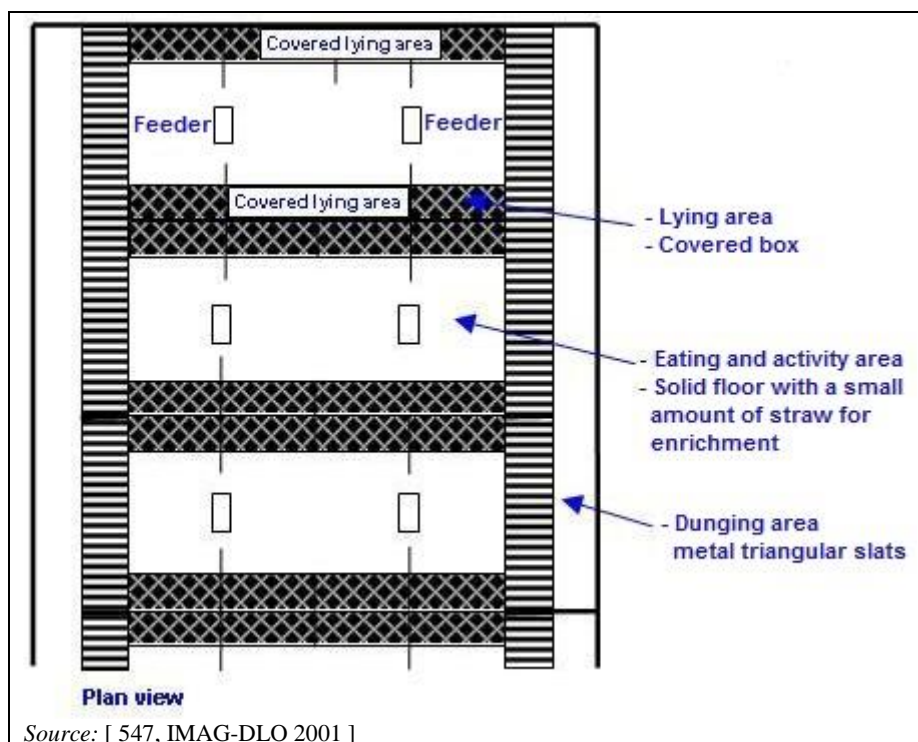 Covered lying area
Feeder
Feeder
Covered lying area
- Lying area
- Covered box
- Eating and activity area
- Solid floor with a small
amount of straw for
enrichment
- Dunging area
metal triangular slats
Plan view
Source: [ 547, IMAG-DLO 2001 ]